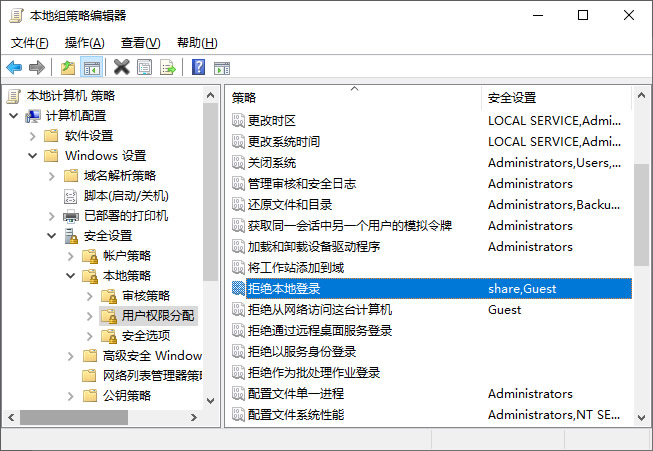 本地组策略编辑器
文件(F) 操作(A) 查看(V) 帮助(H)
本地计算机 策略
计算机配置
软件设置
Windows 设置
域名解析策略
脚本(启动/关机)
已部署的打印机
安全设置
帐户策略
本地策略
审核策略
用户权限分配
安全选项
高级安全 Window
网络列表管理器策略
公钥策略
策略 安全设置
更改时区 LOCAL SERVICE,Admi...
更改系统时间 LOCAL SERVICE,Admi...
关闭系统 Administrators,Users,...
管理审核和安全日志 Administrators
还原文件和目录 Administrators,Backu...
获取同一会话中另一个用户的模拟令牌 Administrators
加载和卸载设备驱动程序 Administrators
将工作站添加到域
拒绝本地登录 share,Guest
拒绝从网络访问这台计算机 Guest
拒绝通过远程桌面服务登录
拒绝以服务身份登录
拒绝作为批处理作业登录
配置文件单一进程 Administrators
配置文件系统性能 Administrators,NT SE...